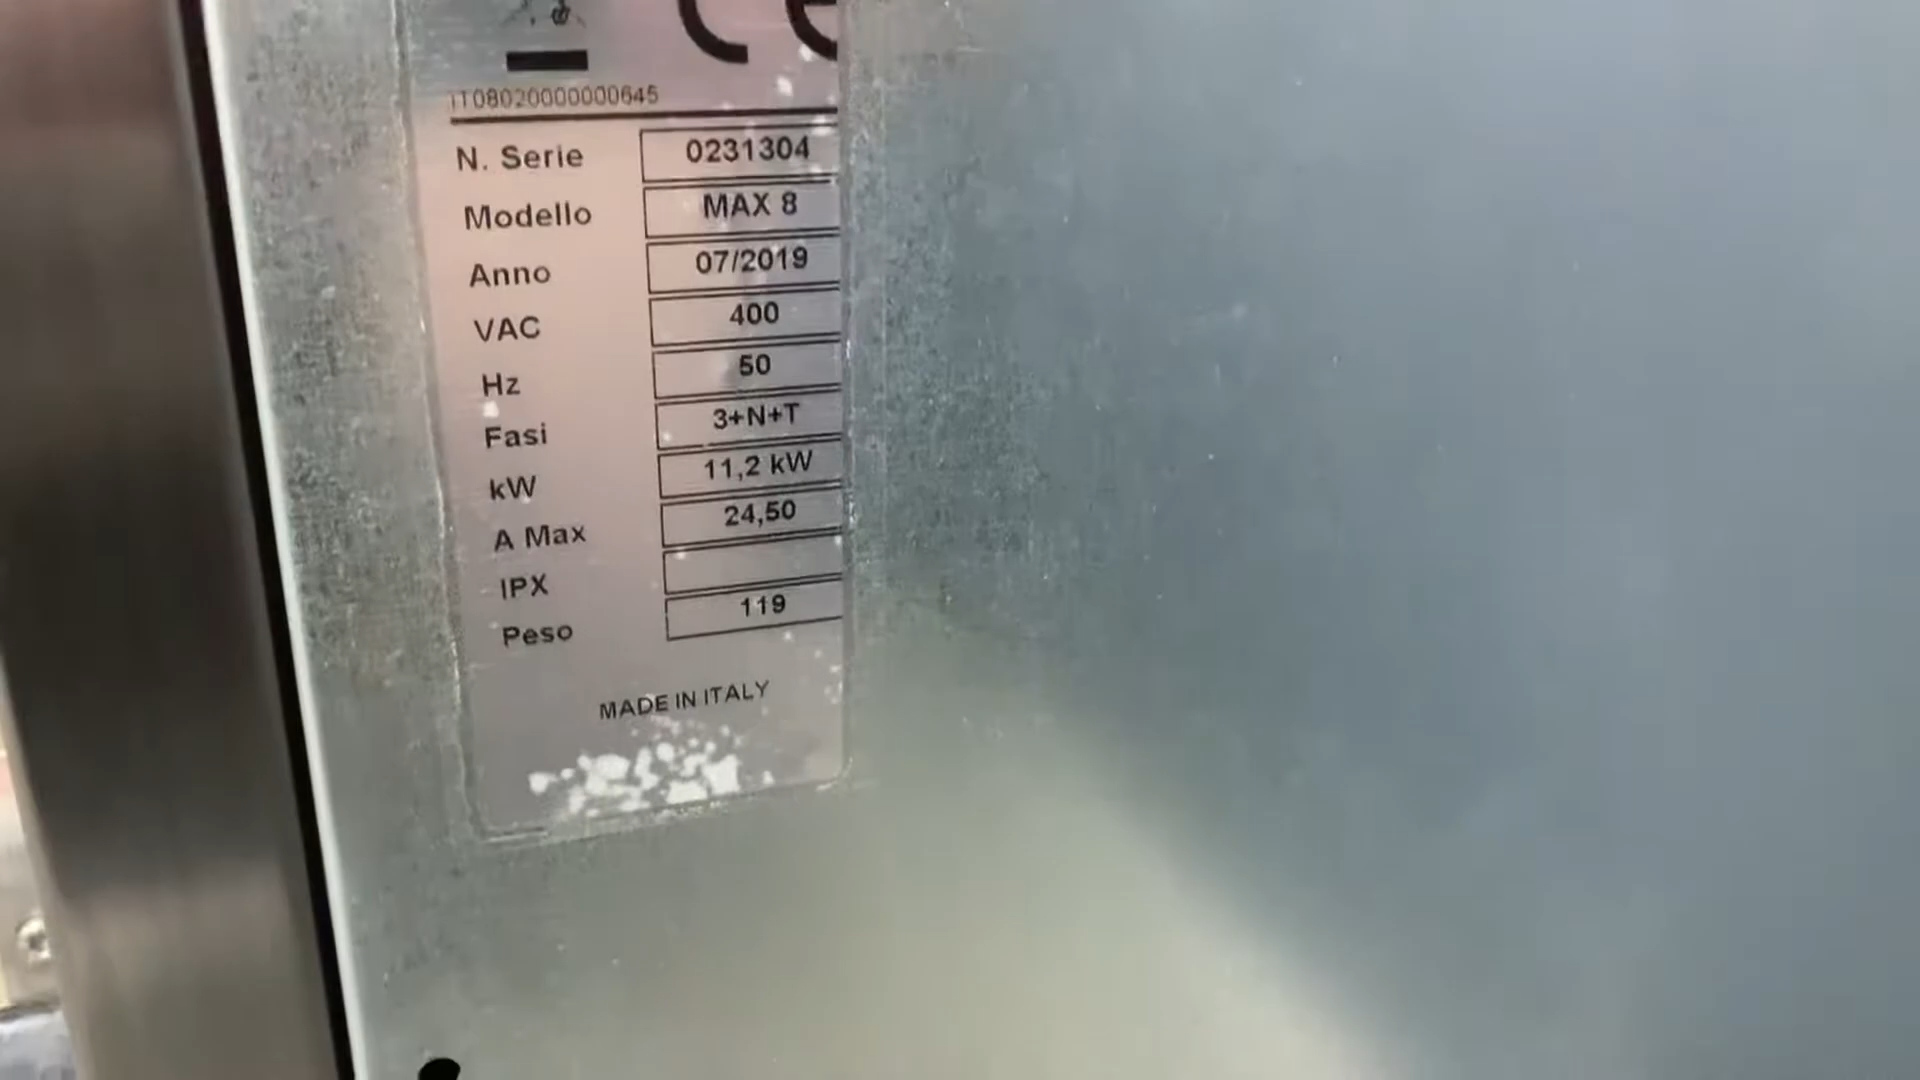 CE
IT08020000000645
N. Serie 0231304
Modello MAX 8
Anno 07/2019
VAC 400
Hz 50
Fasi 3+N+T
kW 11,2 kW
A Max 24,50
IPX
Peso 119
MADE IN ITALY